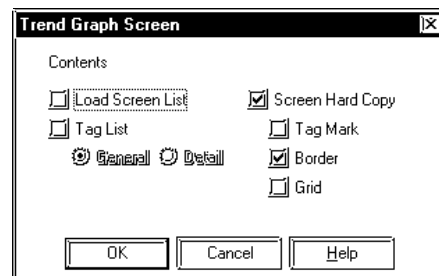 Trend Graph Screen
Contents
Load Screen List
Screen Hard Copy
Tag List
Tag Mark
General Detail
Border
Grid
OK Cancel Help